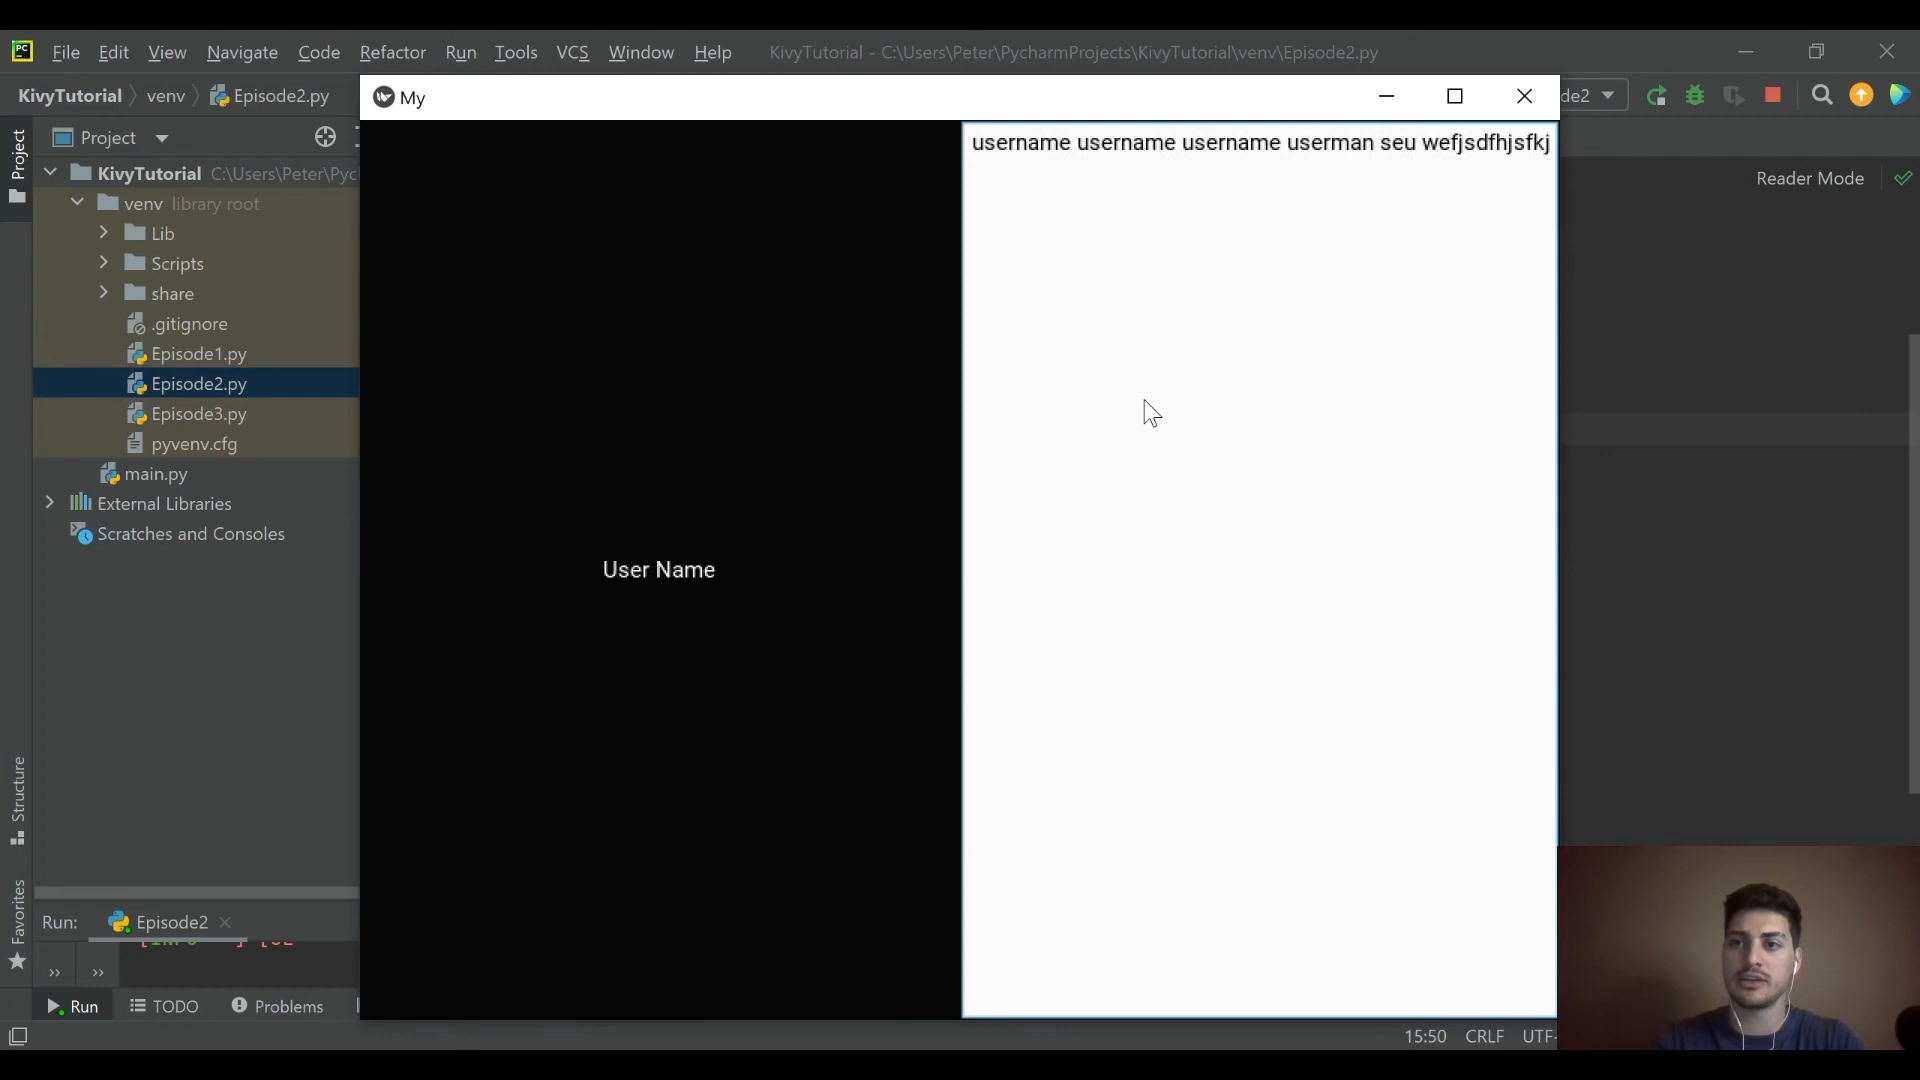 PC File Edit View Navigate Code Refactor Run Tools VCS Window Help KivyTutorial - C:\Users\Peter\PycharmProjects\KivyTutorial\venv\Episode2.py
KivyTutorial venv Episode2.py
My
de2
Project
Project
username username username userman seu wefjsdfhjsfkj
KivyTutorial C:\Users\Peter\Pyc
Reader Mode
venv library root
Lib
Scripts
share
.gitignore
Episode1.py
Episode2.py
Episode3.py
pyvenv.cfg
main.py
External Libraries
Scratches and Consoles
User Name
Structure
Favorites
Run: Episode2
Run TODO Problems
15:50 CRLF UTF-